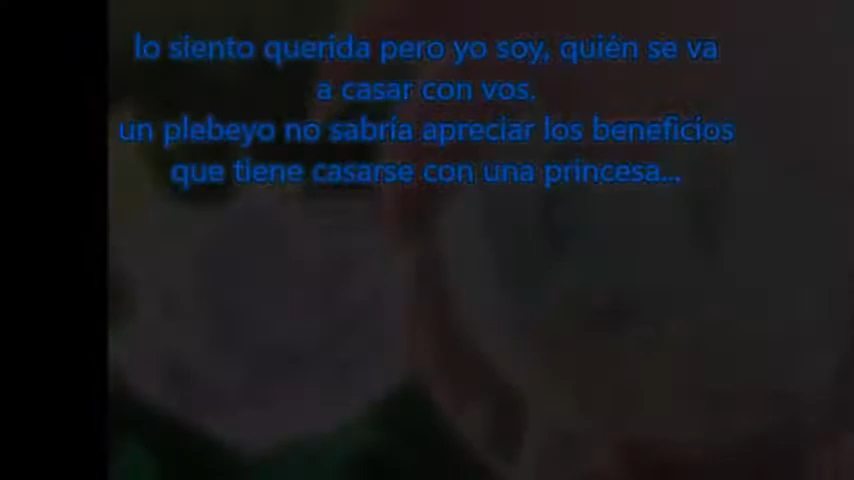 lo siento querida pero yo soy, quién se va
a casar con vos.
un plebeyo no sabría apreciar los beneficios
que tiene casarse con una princesa...